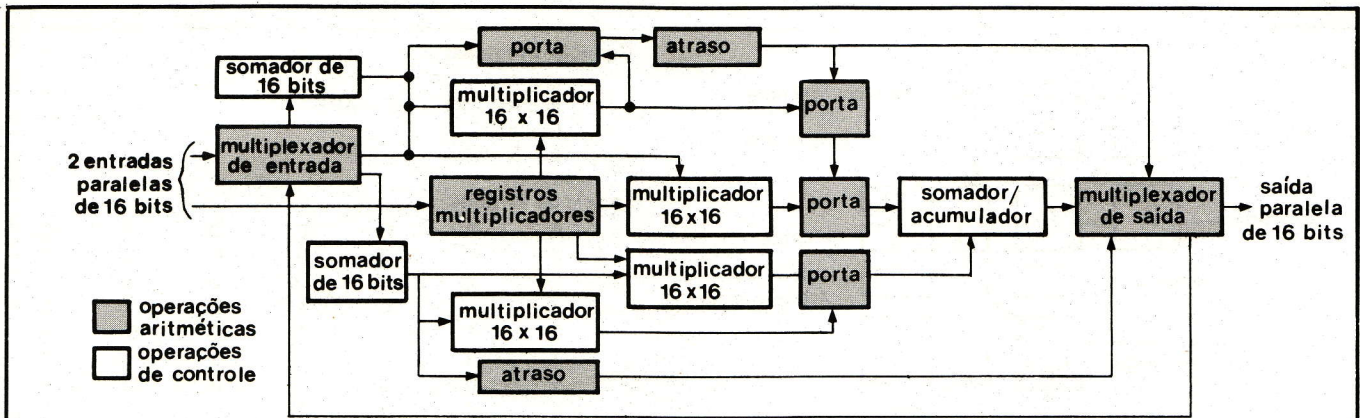 porta
atraso
somador de
16 bits
multiplicador
16 x 16
porta
multiplexador
de entrada
2 entradas
paralelas
de 16 bits
registros
multiplicadores
multiplicador
16x16
porta
somador/
acumulador
multiplexador
de saída
saída
paralela
de 16 bits
somador
de 16 bits
multiplicador
16x16
porta
multiplicador
16 x 16
atraso
operações
aritméticas
operações
de controle